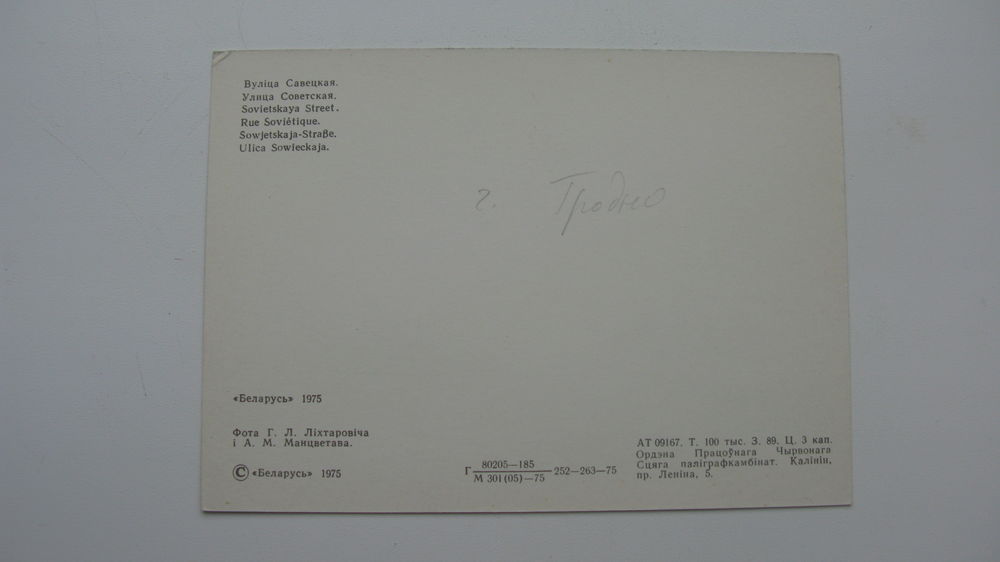 Вуліца Савецкая.
Улица Советская.
Sovietskaya Street.
Rue Soviétique.
Sowjetskaja-Straße.
Ulica Sowieckaja.
г. Гродно
«Беларусь» 1975
Фота Г. Л. Ліхтаровіча
і А. М. Манцветава.
© «Беларусь» 1975
Г 80205—185
М 301(05)—75 252—263—75
АТ 09167. Т. 100 тыс. З. 89. Ц. 3 кап.
Ордэна Працоўнага Чырвонага
Сцяга паліграфкамбінат. Калінін,
пр. Леніна, 5.